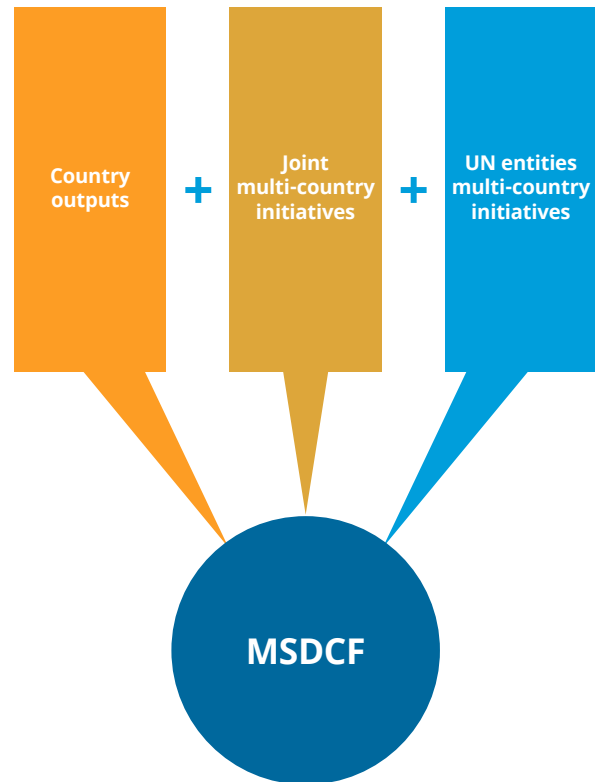 Country
outputs
+
Joint
multi-country
initiatives
+
UN entities
multi-country
initiatives
MSDCF